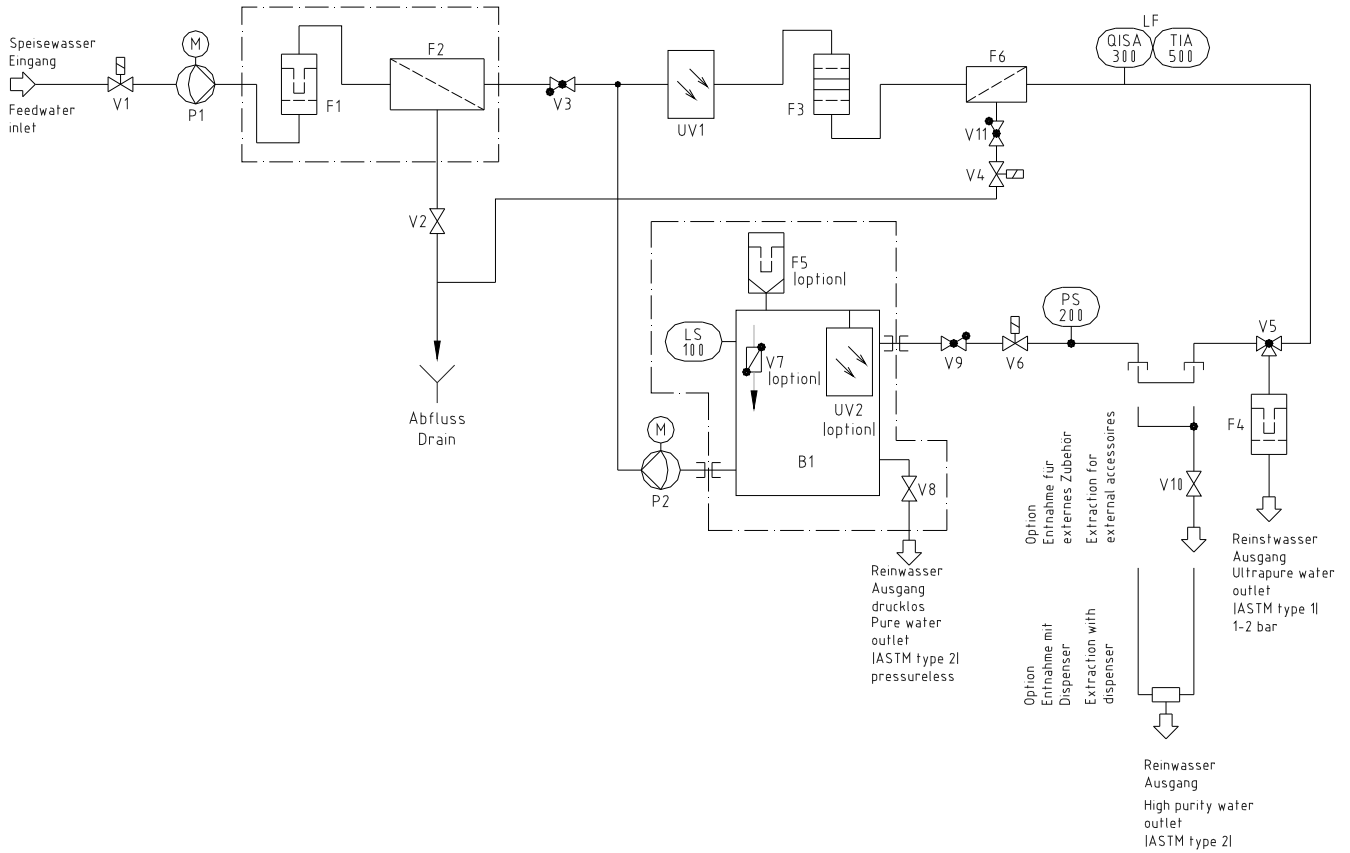 Speisewasser
Eingang
Feedwater
inlet
V1
M
P1
F1
F2
V3
UV1
F3
F6
LF
QISA
300
TIA
500
V11
V4
V2
Abfluss
Drain
F5
|option|
LS
100
V7
|option|
UV2
|option|
B1
M
P2
V8
V9
V6
PS
200
V5
F4
V10
Option
Entnahme für
externes Zubehör
Extraction for
external accessoires
Option
Entnahme mit
Dispenser
Extraction with
dispenser
Reinwasser
Ausgang
drucklos
Pure water
outlet
|ASTM type 2|
pressureless
Reinstwasser
Ausgang
Ultrapure water
outlet
|ASTM type 1|
1-2 bar
Reinwasser
Ausgang
High purity water
outlet
|ASTM type 2|